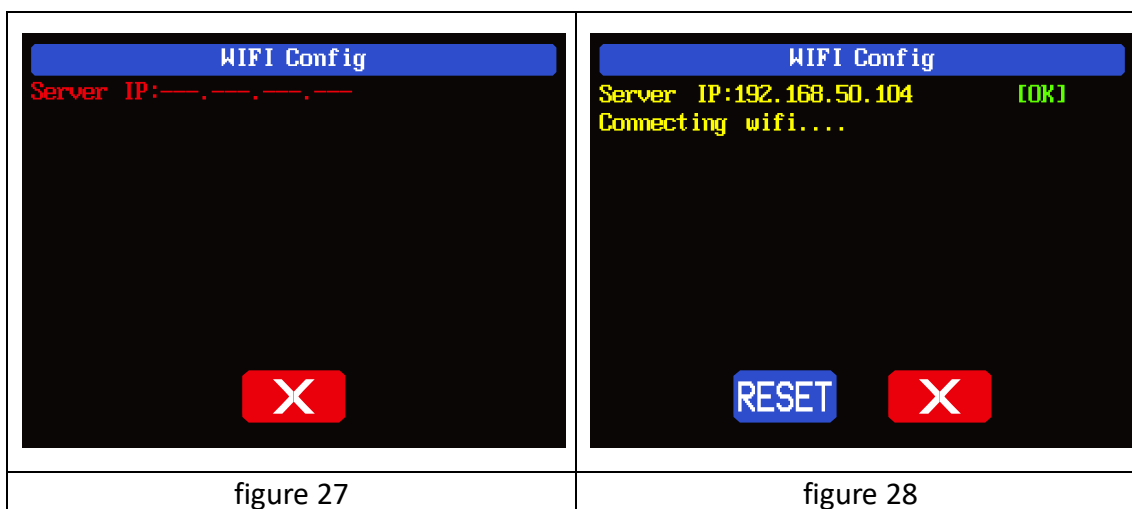 WIFI Config
Server IP:---.---.---.---
X
figure 27
WIFI Config
Server IP:192.168.50.104 [OK]
Connecting wifi....
RESET X
figure 28